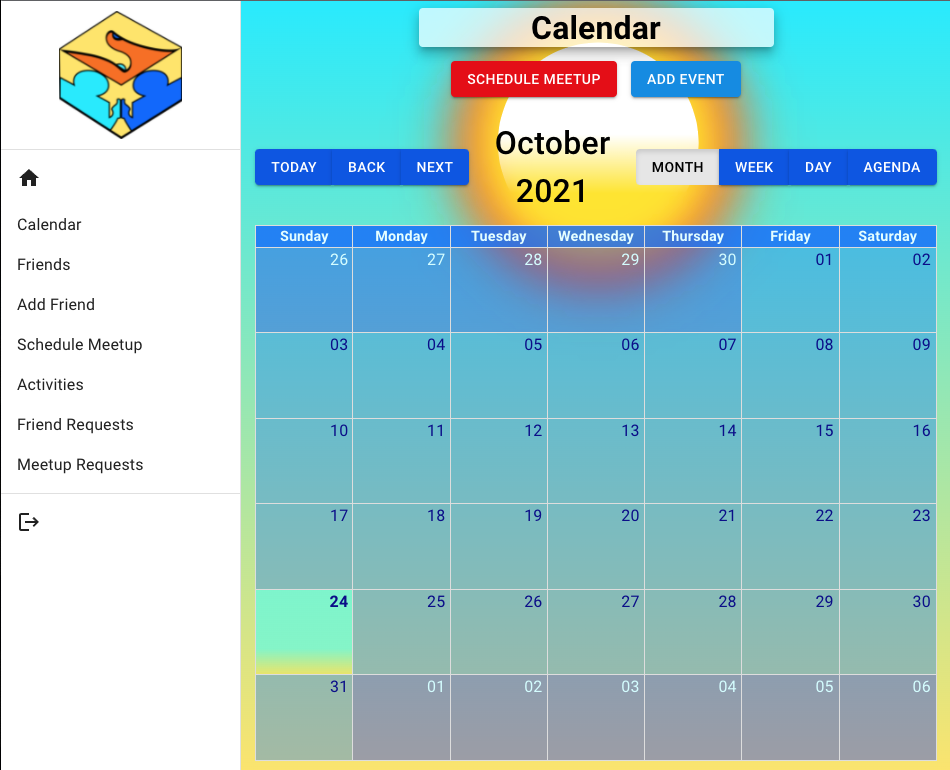 Calendar
SCHEDULE MEETUP ADD EVENT
Calendar
Friends
Add Friend
Schedule Meetup
Activities
Friend Requests
Meetup Requests
TODAY BACK NEXT
October
2021
MONTH WEEK DAY AGENDA
Sunday Monday Tuesday Wednesday Thursday Friday Saturday
26 27 28 29 30 01 02
03 04 05 06 07 08 09
10 11 12 13 14 15 16
17 18 19 20 21 22 23
24 25 26 27 28 29 30
31 01 02 03 04 05 06